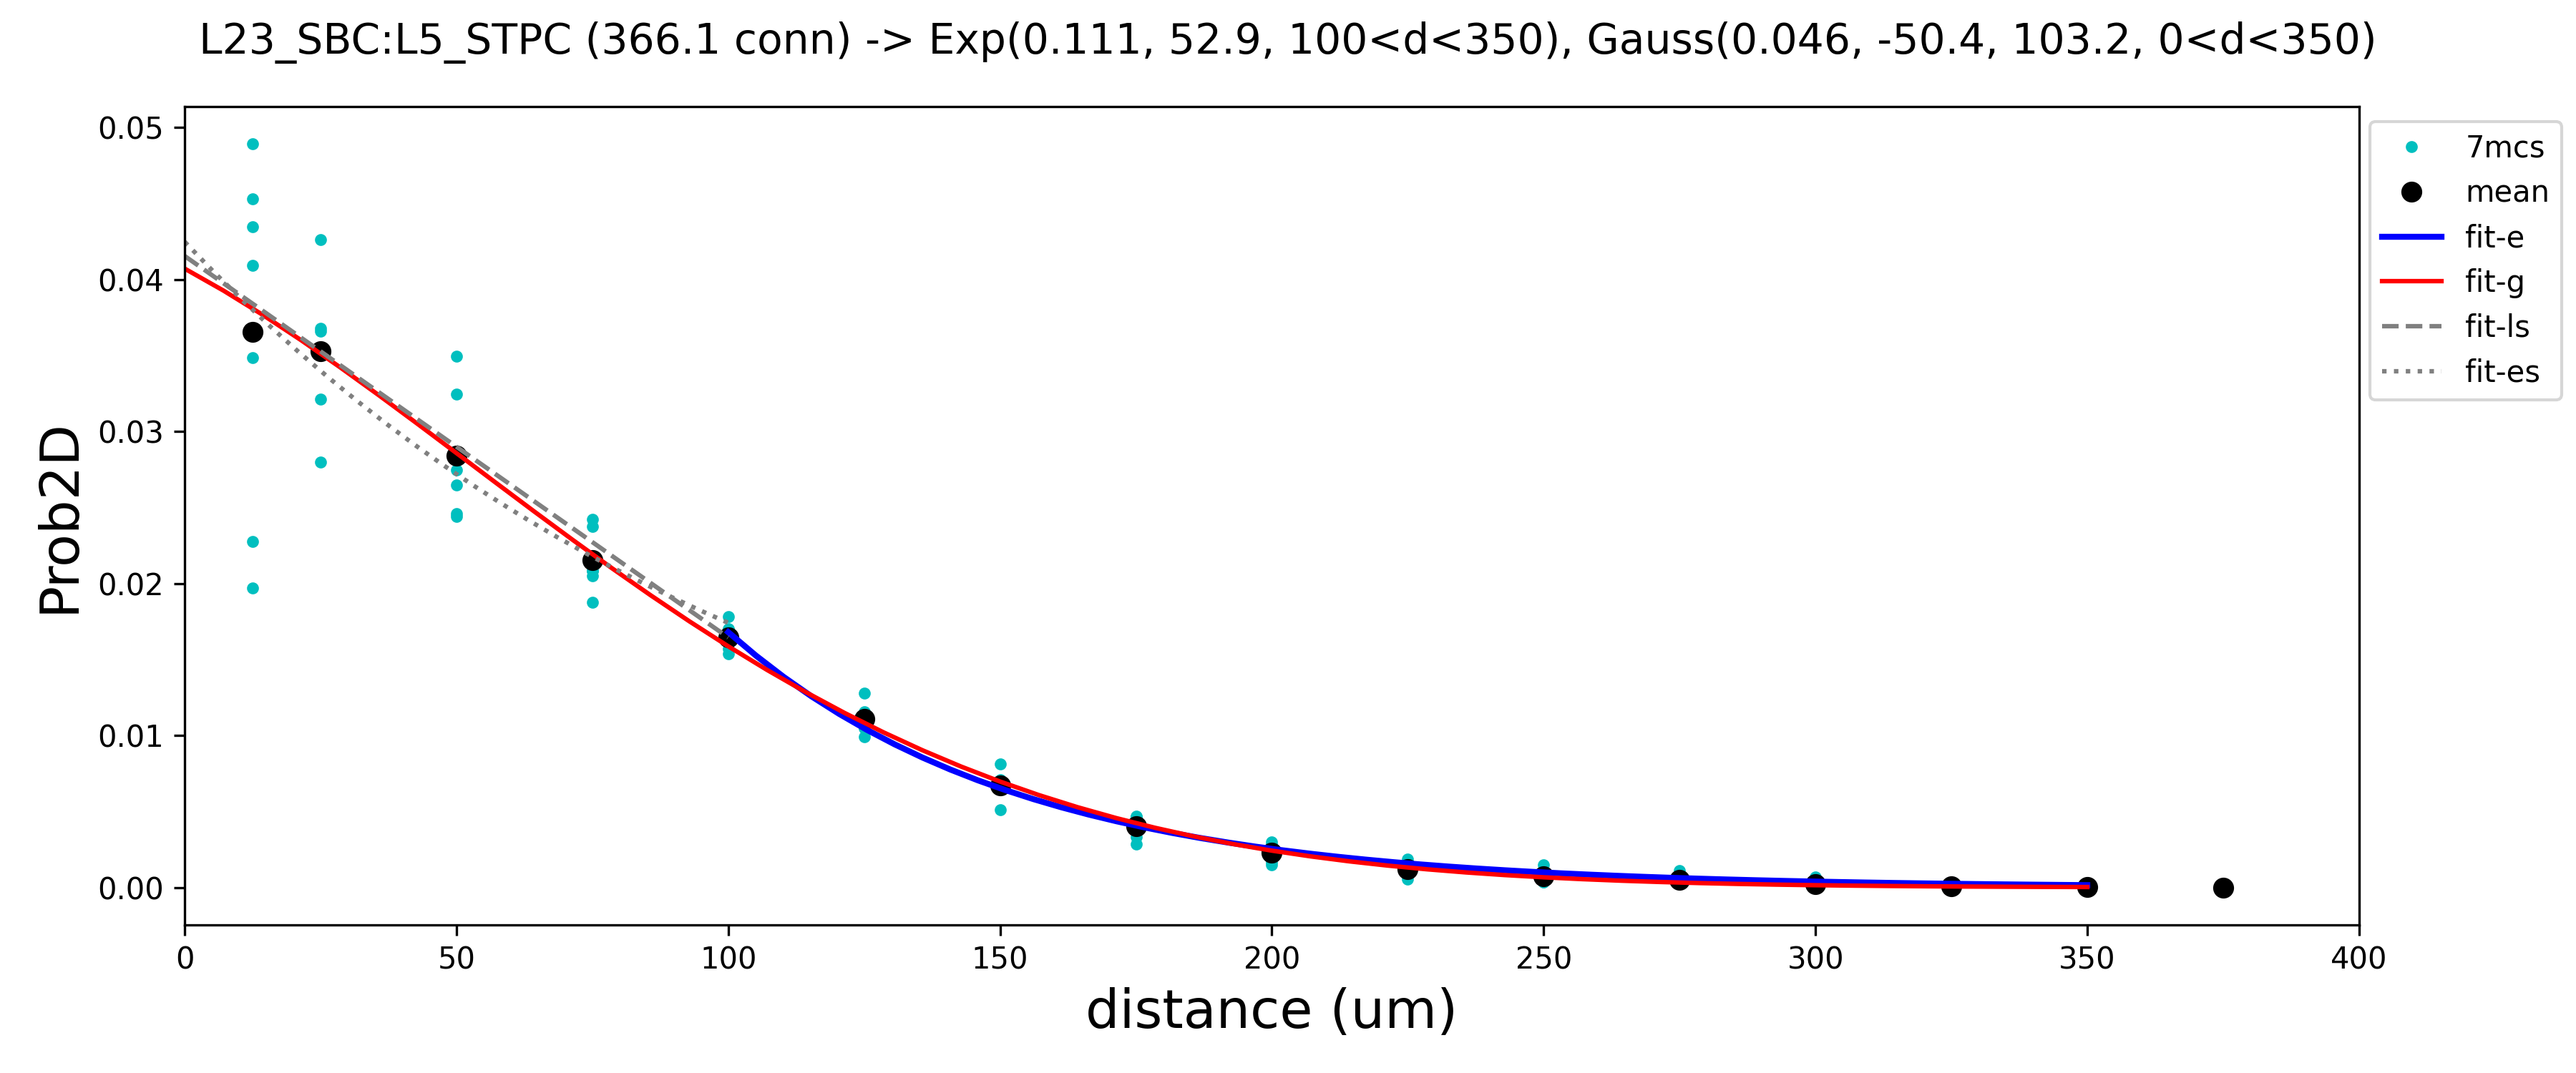 L23_SBC:L5_STPC (366.1 conn) -> Exp(0.111, 52.9, 100<d<350), Gauss(0.046, -50.4, 103.2, 0<d<350)
0.05
0.04
0.03
0.02
0.01
0.00
Prob2D
0 50 100 150 200 250 300 350 400
distance (um)
7mcs
mean
fit-e
fit-g
fit-ls
fit-es